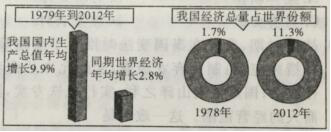 1979年到2012年
我国国内生
产总值年均
增长9.9%
同期世界经济
年均增长2.8%
我国经济总量占世界份额
1.7%
11.3%
1978年
2012年